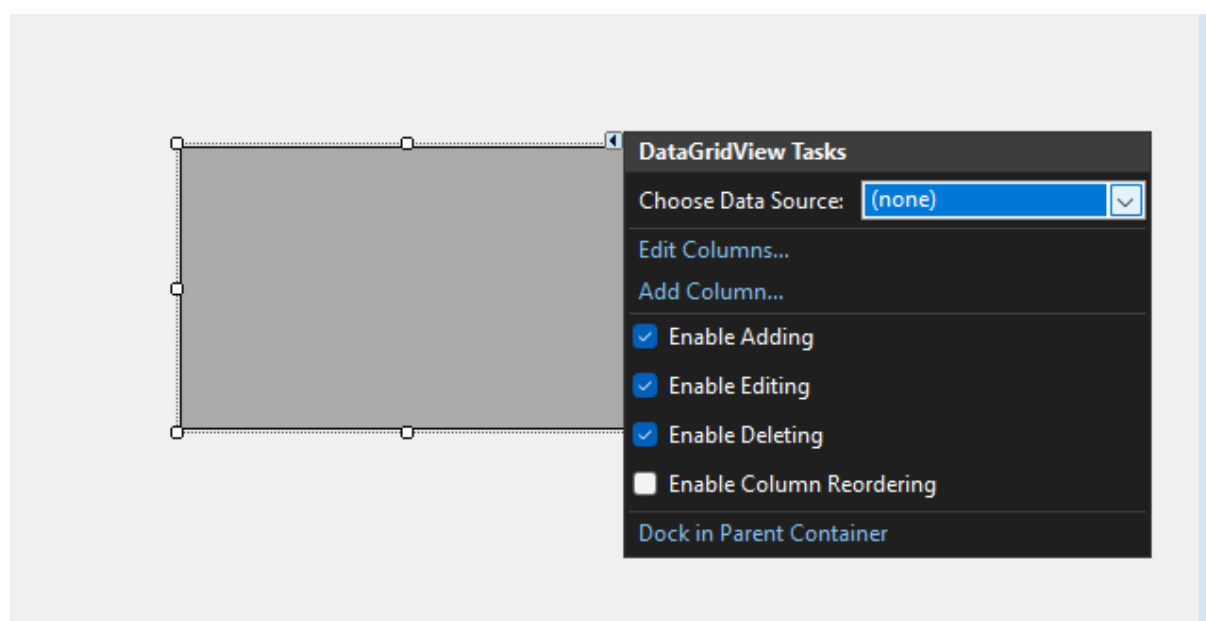 DataGridView Tasks
Choose Data Source: (none)
Edit Columns...
Add Column...
Enable Adding
Enable Editing
Enable Deleting
Enable Column Reordering
Dock in Parent Container